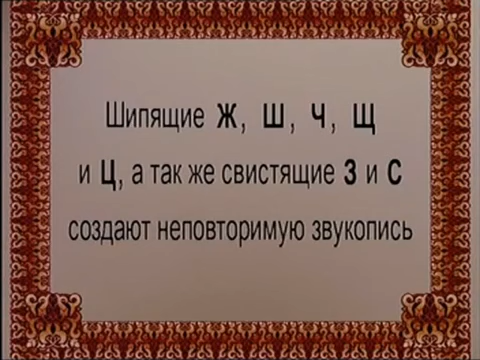 Шипящие Ж, Ш, Ч, Щ
и Ц, а так же свистящие З и С
создают неповторимую звукопись